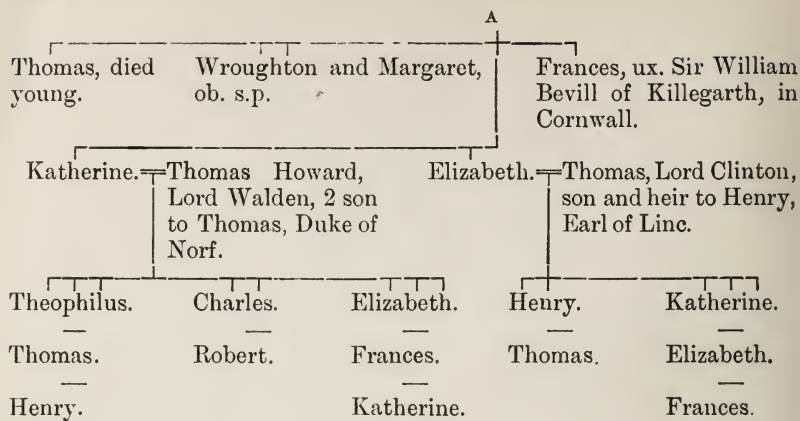 A
Thomas, died
young.
Wroughton and Margaret,
ob. s.p.
Frances, ux. Sir William
Bevill of Killegarth, in
Cornwall.
Katherine.
Thomas Howard,
Lord Walden, 2 son
to Thomas, Duke of
Norf.
Elizabeth.
Thomas, Lord Clinton,
son and heir to Henry,
Earl of Linc.
Theophilus.
Thomas.
Henry.
Charles.
Robert.
Elizabeth.
Frances.
Katherine.
Henry.
Thomas.
Katherine.
Elizabeth.
Frances.